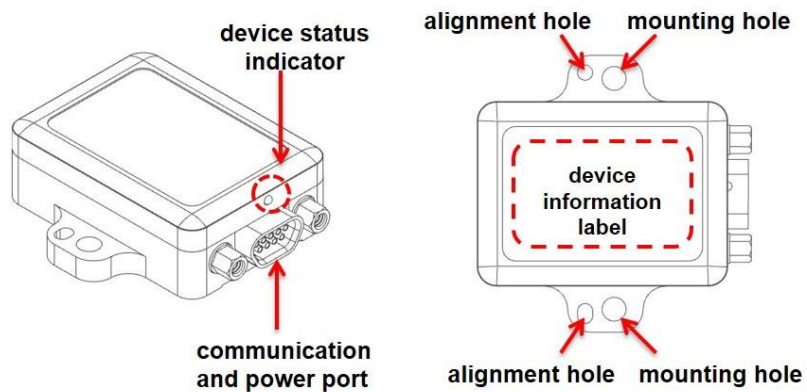 device status
indicator
communication
and power port
alignment hole
mounting hole
device
information
label
alignment hole
mounting hole